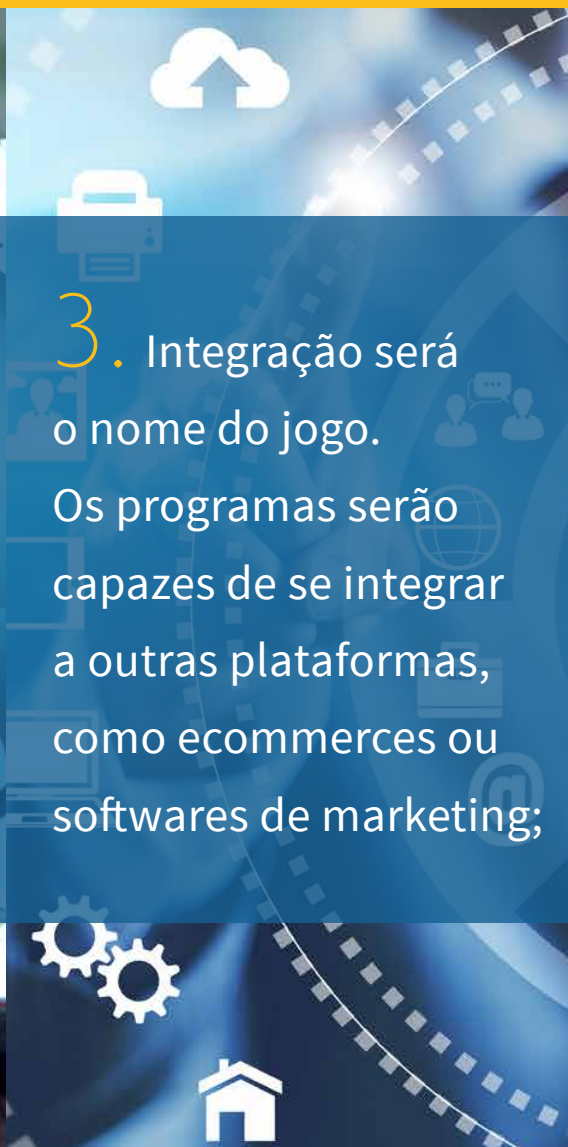 3. Integração será
o nome do jogo.
Os programas serão
capazes de se integrar
a outras plataformas,
como ecommerces ou
softwares de marketing;
@